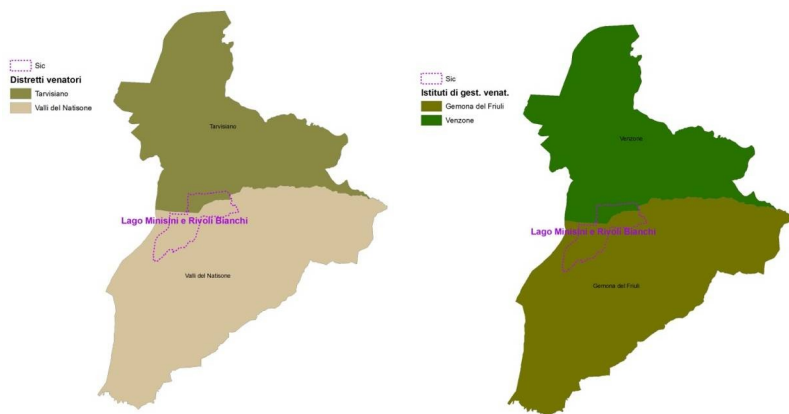 Sic
Distretti venatori
Tarvisiano
Valli del Natisone
Tarvisiano
Lago Minisini e Rivoli Bianchi
Valli del Natisone
Sic
Istituti di gest. venat.
Gemona del Friuli
Venzone
Venzone
Lago Minisini e Rivoli Bianchi
Gemona del Friuli